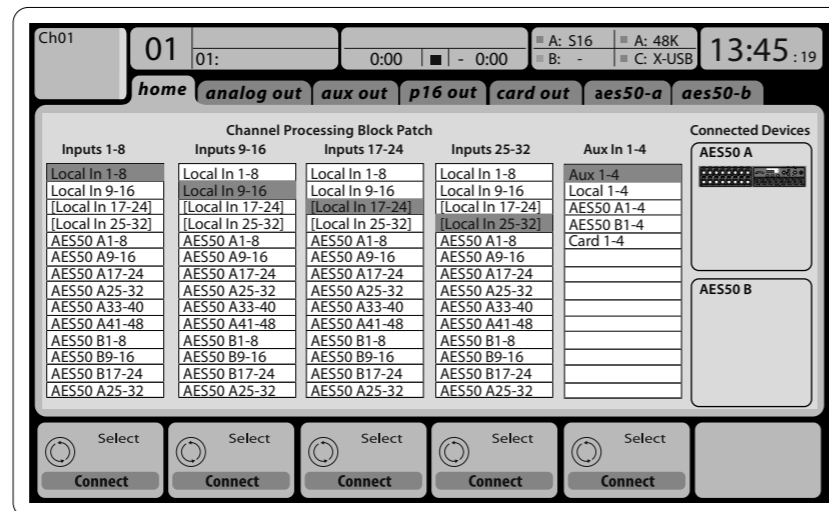 Ch01
01
01:
0:00 - 0:00
A: S16 A: 48K
B: - C: X-USB
13:45 :19
home analog out aux out p16 out card out aes50-a aes50-b
Channel Processing Block Patch
Connected Devices
Inputs 1-8 Inputs 9-16 Inputs 17-24 Inputs 25-32 Aux In 1-4
AES50 A
Local In 1-8 Local In 1-8 Local In 1-8 Local In 1-8 Aux 1-4
Local In 9-16 Local In 9-16 Local In 9-16 Local In 9-16 Local 1-4
[Local In 17-24] [Local In 17-24] [Local In 17-24] [Local In 17-24] AES50 A1-4
[Local In 25-32] [Local In 25-32] [Local In 25-32] [Local In 25-32] AES50 B1-4
AES50 A1-8 AES50 A1-8 AES50 A1-8 AES50 A1-8 Card 1-4
AES50 A9-16 AES50 A9-16 AES50 A9-16 AES50 A9-16
AES50 A17-24 AES50 A17-24 AES50 A17-24 AES50 A17-24
AES50 A25-32 AES50 A25-32 AES50 A25-32 AES50 A25-32
AES50 B
AES50 A33-40 AES50 A33-40 AES50 A33-40 AES50 A33-40
AES50 A41-48 AES50 A41-48 AES50 A41-48 AES50 A41-48
AES50 B1-8 AES50 B1-8 AES50 B1-8 AES50 B1-8
AES50 B9-16 AES50 B9-16 AES50 B9-16 AES50 B9-16
AES50 B17-24 AES50 B17-24 AES50 B17-24 AES50 B17-24
AES50 A25-32 AES50 A25-32 AES50 A25-32 AES50 A25-32
Select Select Select Select Select
Connect Connect Connect Connect Connect